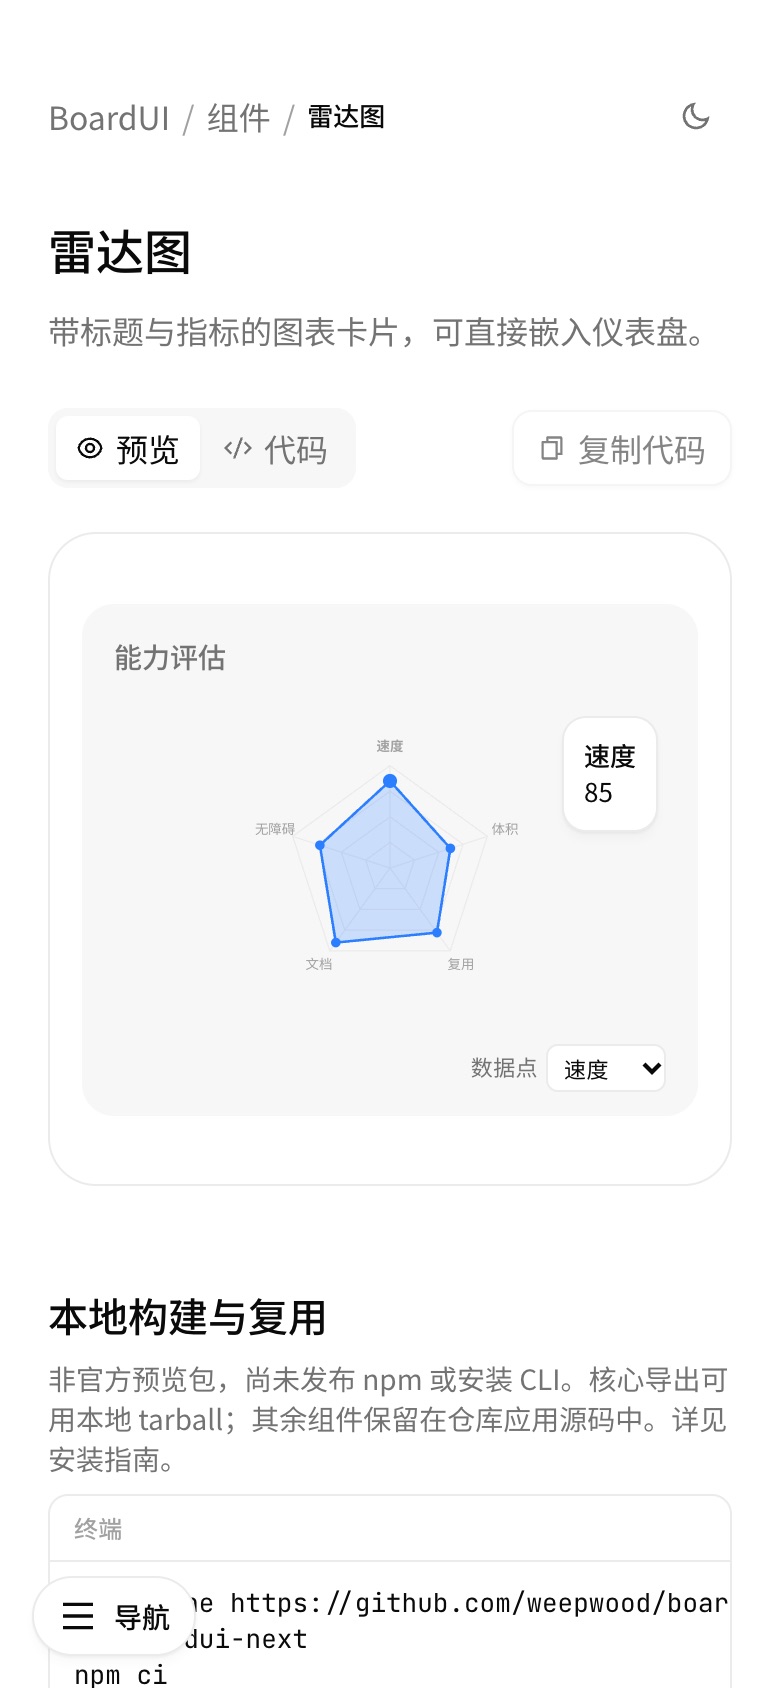 BoardUI / 组件 / 雷达图
雷达图
带标题与指标的图表卡片，可直接嵌入仪表盘。
预览
代码
复制代码
能力评估
速度
速度
85
无障碍
体积
文档
复用
数据点
速度
本地构建与复用
非官方预览包，尚未发布 npm 或安装 CLI。核心导出可
用本地 tarball；其余组件保留在仓库应用源码中。详见
安装指南。
终端
https://github.com/weepwood/boar
dui-next
导航
npm ci